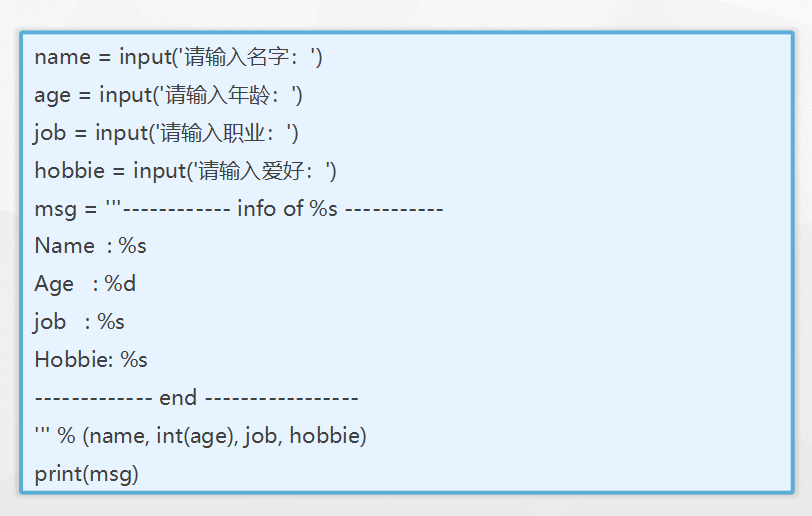 name = input('请输入名字：')
age = input('请输入年龄：')
job = input('请输入职业：')
hobbie = input('请输入爱好：')
msg = '''------------ info of %s -----------
Name  : %s
Age   : %d
job   : %s
Hobbie: %s
------------- end -----------------
''' % (name, int(age), job, hobbie)
print(msg)